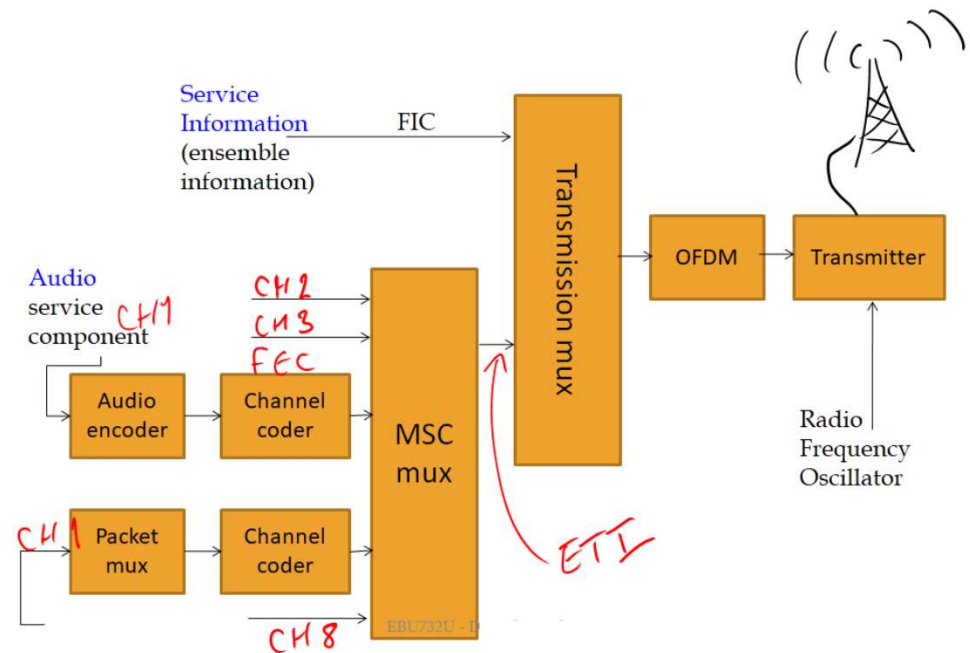 Service
Information
(ensemble
information)
FIC
Transmission mux
OFDM
Transmitter
Radio
Frequency
Oscillator
Audio
service
component
CH1
CH2
CH3
FEC
Audio
encoder
Channel
coder
MSC
mux
CH1
Packet
mux
Channel
coder
CH8
ETI
EBU732U - D